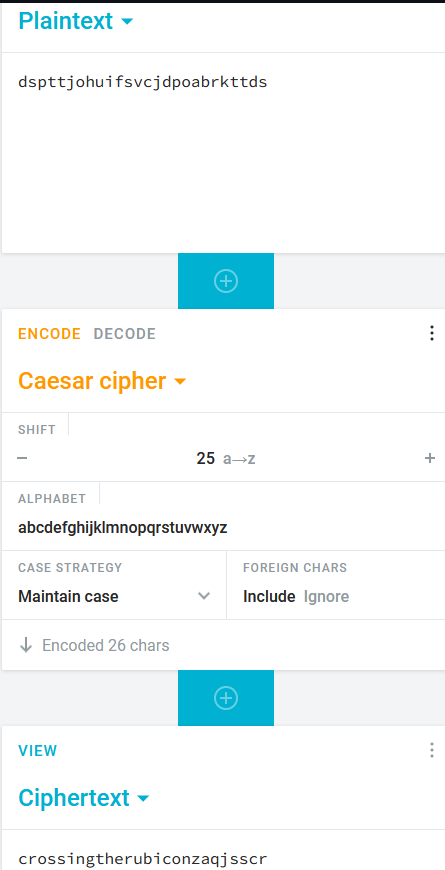 Plaintext
dspttjohuifsvcjdpoabrkttds
ENCODE DECODE
Caesar cipher
SHIFT
− 25 a→z +
ALPHABET
abcdefghijklmnopqrstuvwxyz
CASE STRATEGY FOREIGN CHARS
Maintain case Include Ignore
Encoded 26 chars
VIEW
Ciphertext
crossingtherubiconzaqjsscr